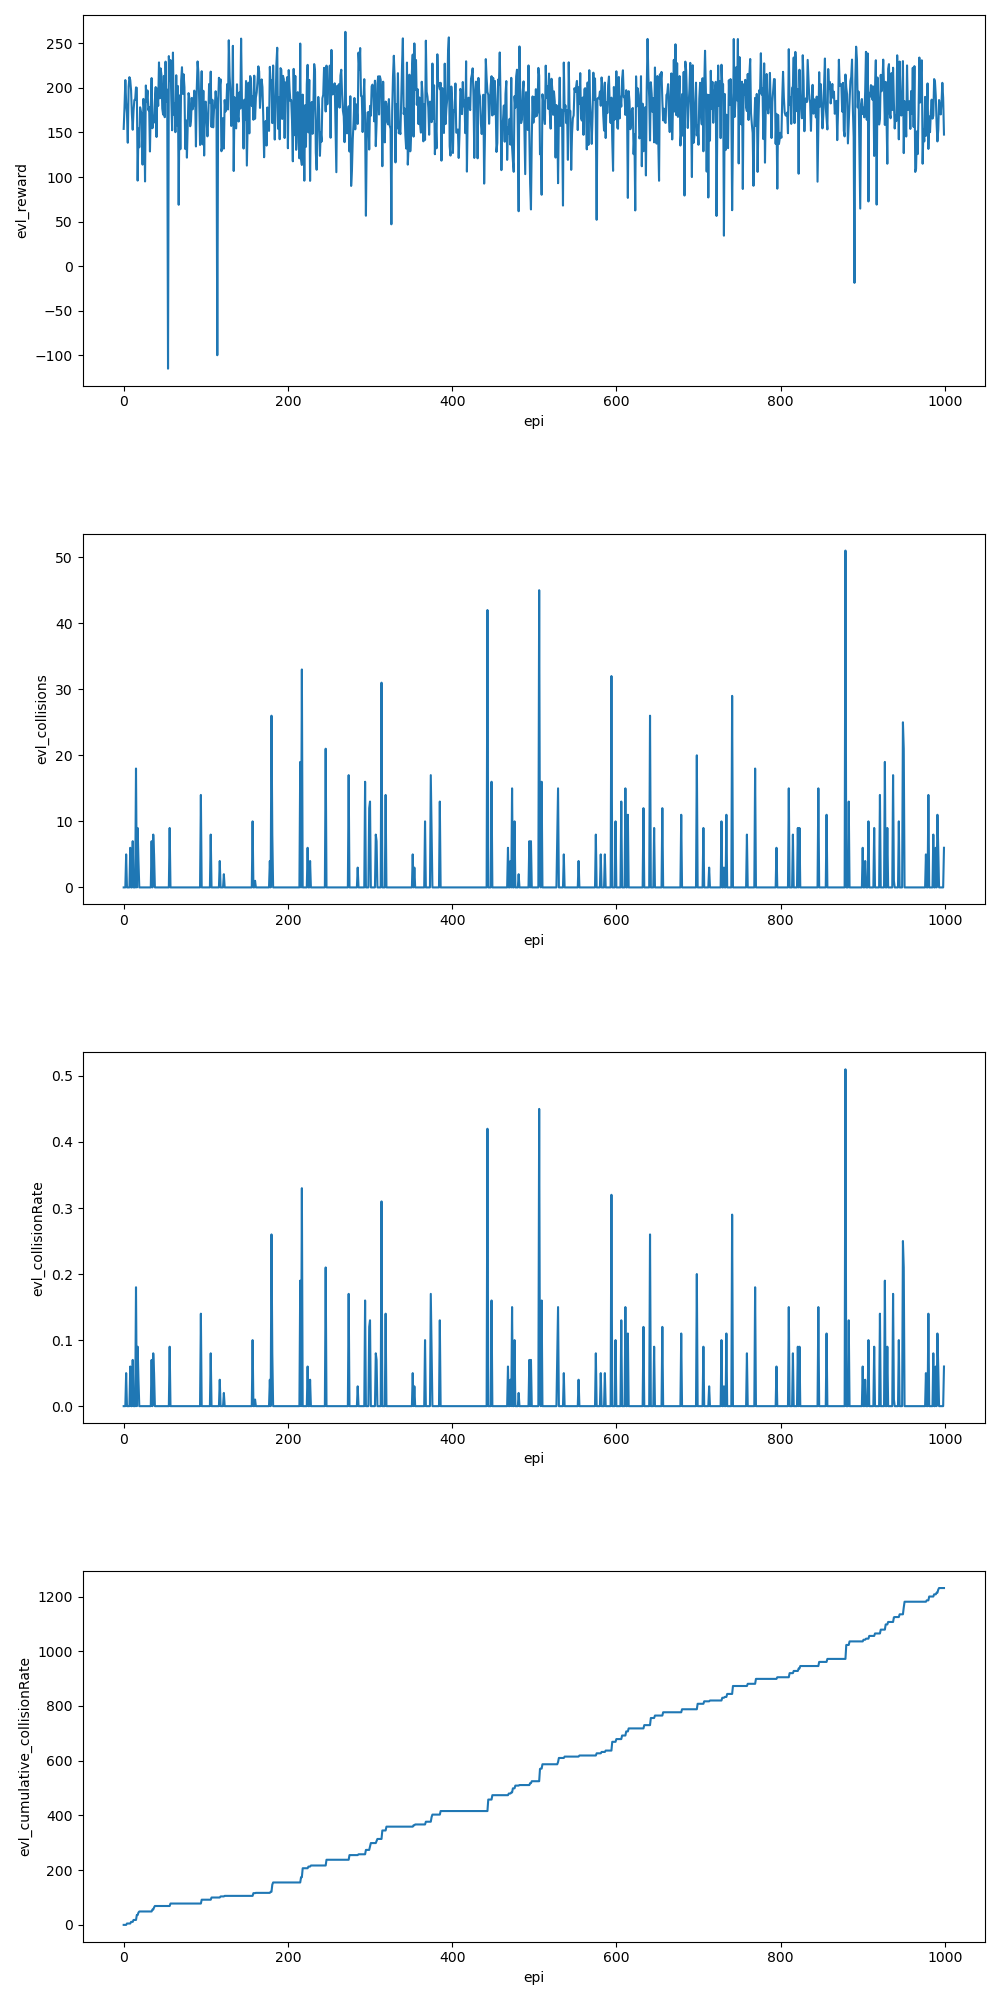 evl_reward
250
200
150
100
50
0
−50
−100
0 200 400 600 800 1000
epi
evl_collisions
50
40
30
20
10
0
0 200 400 600 800 1000
epi
evl_collisionRate
0.5
0.4
0.3
0.2
0.1
0.0
0 200 400 600 800 1000
epi
evl_cumulative_collisionRate
1200
1000
800
600
400
200
0
0 200 400 600 800 1000
epi